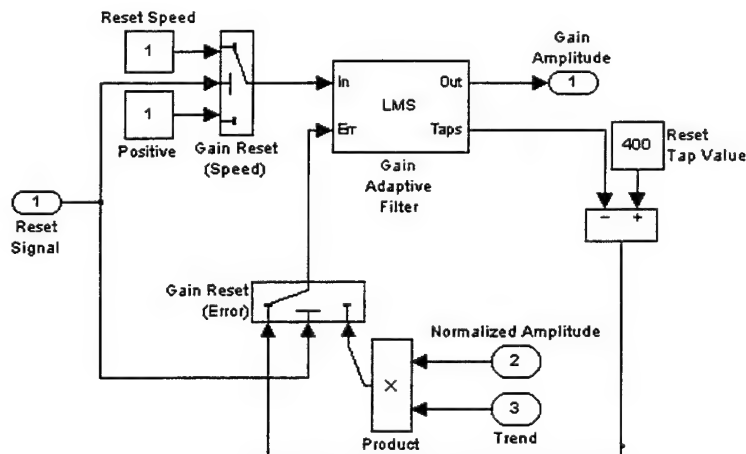 Reset Speed
1
1
Positive
Gain Reset
(Speed)
In
Out
LMS
Err
Taps
Gain
Adaptive
Filter
Gain
Amplitude
1
400
Reset
Tap Value
− +
1
Reset
Signal
Gain Reset
(Error)
Normalized Amplitude
2
×
3
Product
Trend